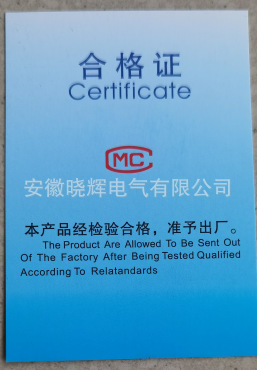 合格证
Certificate
MC
安徽晓辉电气有限公司
本产品经检验合格，准予出厂。
The Product Are Allowed To Be Sent Out
Of The Factory After Being Tested Qualified
According To Relatandards